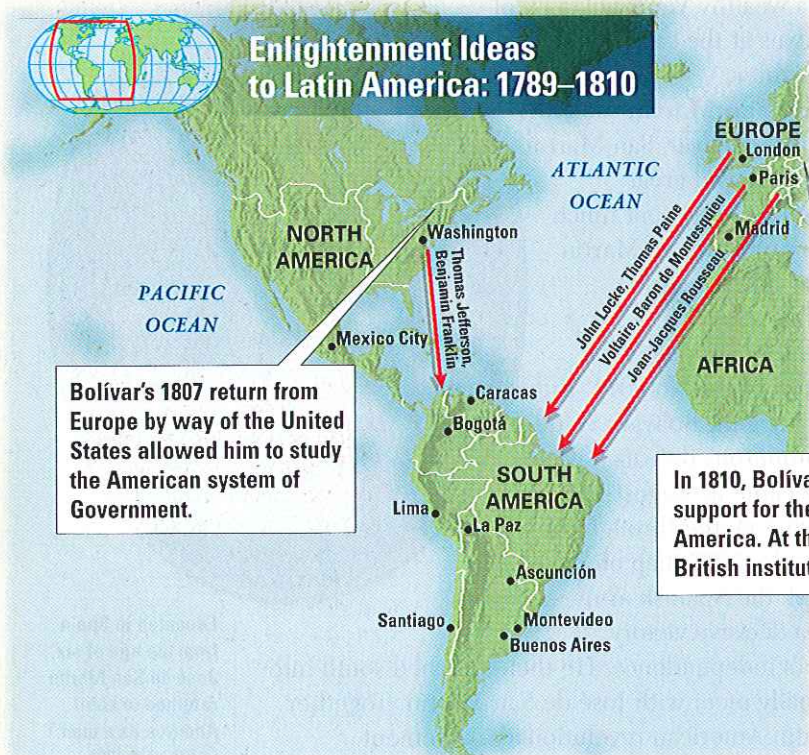 Enlightenment Ideas
to Latin America: 1789–1810
EUROPE
London
Paris
Madrid
ATLANTIC
OCEAN
NORTH
AMERICA
Washington
Thomas Jefferson,
Benjamin Franklin
John Locke, Thomas Paine
Voltaire, Baron de Montesquieu
Jean-Jacques Rousseau
PACIFIC
OCEAN
Mexico City
AFRICA
Bolívar's 1807 return from
Europe by way of the United
States allowed him to study
the American system of
Government.
Caracas
Bogotá
SOUTH
AMERICA
Lima
La Paz
In 1810, Bolíva
support for the
America. At th
British institut
Ascunción
Santiago
Montevideo
Buenos Aires